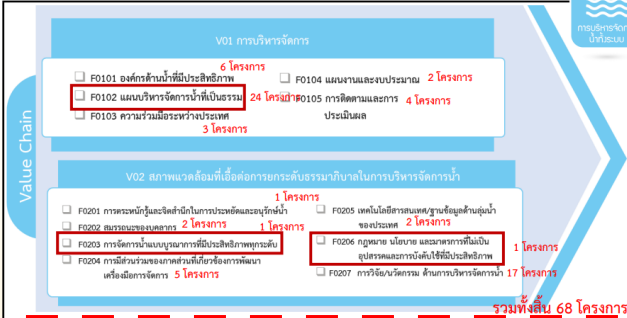 การบริหารจัดการ
น้ำทั้งระบบ
Value Chain
V01 การบริหารจัดการ
6 โครงการ
F0101 องค์กรด้านน้ำที่มีประสิทธิภาพ
F0104 แผนงานและงบประมาณ 2 โครงการ
F0102 แผนบริหารจัดการน้ำที่เป็นธรรม 24 โครงการ
F0105 การติดตามและการ
ประเมินผล
4 โครงการ
F0103 ความร่วมมือระหว่างประเทศ
3 โครงการ
V02 สภาพแวดล้อมที่เอื้อต่อการยกระดับธรรมาภิบาลในการบริหารจัดการน้ำ
1 โครงการ
F0201 การตระหนักรู้และจิตสำนึกในการประหยัดและอนุรักษ์น้ำ
F0202 สมรรถนะของบุคลากร 2 โครงการ
1 โครงการ
F0203 การจัดการน้ำแบบบูรณาการที่มีประสิทธิภาพทุกระดับ
F0204 การมีส่วนร่วมของภาคส่วนที่เกี่ยวข้องการพัฒนา
เครื่องมือการจัดการ 5 โครงการ
F0205 เทคโนโลยีสารสนเทศ/ฐานข้อมูลด้านลุ่มน้ำ
ของประเทศ 2 โครงการ
F0206 กฎหมาย นโยบาย และมาตรการที่ไม่เป็น
อุปสรรคและการบังคับใช้ที่มีประสิทธิภาพ
1 โครงการ
F0207 การวิจัย/นวัตกรรม ด้านการบริหารจัดการน้ำ 17 โครงการ
รวมทั้งสิ้น 68 โครงการ